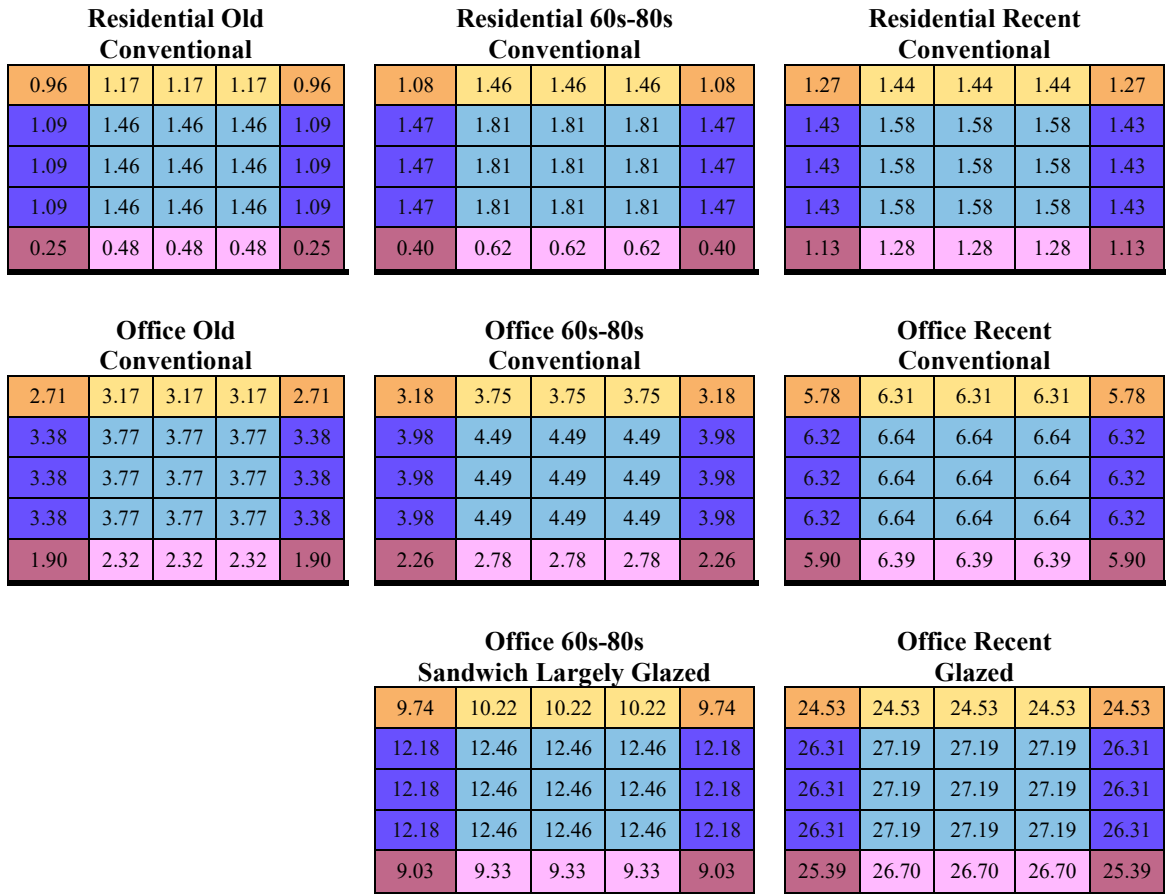 Residential Old Residential 60s-80s Residential Recent
Conventional Conventional Conventional
0.96 1.17 1.17 1.17 0.96 1.08 1.46 1.46 1.46 1.08 1.27 1.44 1.44 1.44 1.27
1.09 1.46 1.46 1.46 1.09 1.47 1.81 1.81 1.81 1.47 1.43 1.58 1.58 1.58 1.43
1.09 1.46 1.46 1.46 1.09 1.47 1.81 1.81 1.81 1.47 1.43 1.58 1.58 1.58 1.43
1.09 1.46 1.46 1.46 1.09 1.47 1.81 1.81 1.81 1.47 1.43 1.58 1.58 1.58 1.43
0.25 0.48 0.48 0.48 0.25 0.40 0.62 0.62 0.62 0.40 1.13 1.28 1.28 1.28 1.13
Office Old Office 60s-80s Office Recent
Conventional Conventional Conventional
2.71 3.17 3.17 3.17 2.71 3.18 3.75 3.75 3.75 3.18 5.78 6.31 6.31 6.31 5.78
3.38 3.77 3.77 3.77 3.38 3.98 4.49 4.49 4.49 3.98 6.32 6.64 6.64 6.64 6.32
3.38 3.77 3.77 3.77 3.38 3.98 4.49 4.49 4.49 3.98 6.32 6.64 6.64 6.64 6.32
3.38 3.77 3.77 3.77 3.38 3.98 4.49 4.49 4.49 3.98 6.32 6.64 6.64 6.64 6.32
1.90 2.32 2.32 2.32 1.90 2.26 2.78 2.78 2.78 2.26 5.90 6.39 6.39 6.39 5.90
Office 60s-80s Office Recent
Sandwich Largely Glazed Glazed
9.74 10.22 10.22 10.22 9.74 24.53 24.53 24.53 24.53 24.53
12.18 12.46 12.46 12.46 12.18 26.31 27.19 27.19 27.19 26.31
12.18 12.46 12.46 12.46 12.18 26.31 27.19 27.19 27.19 26.31
12.18 12.46 12.46 12.46 12.18 26.31 27.19 27.19 27.19 26.31
9.03 9.33 9.33 9.33 9.03 25.39 26.70 26.70 26.70 25.39